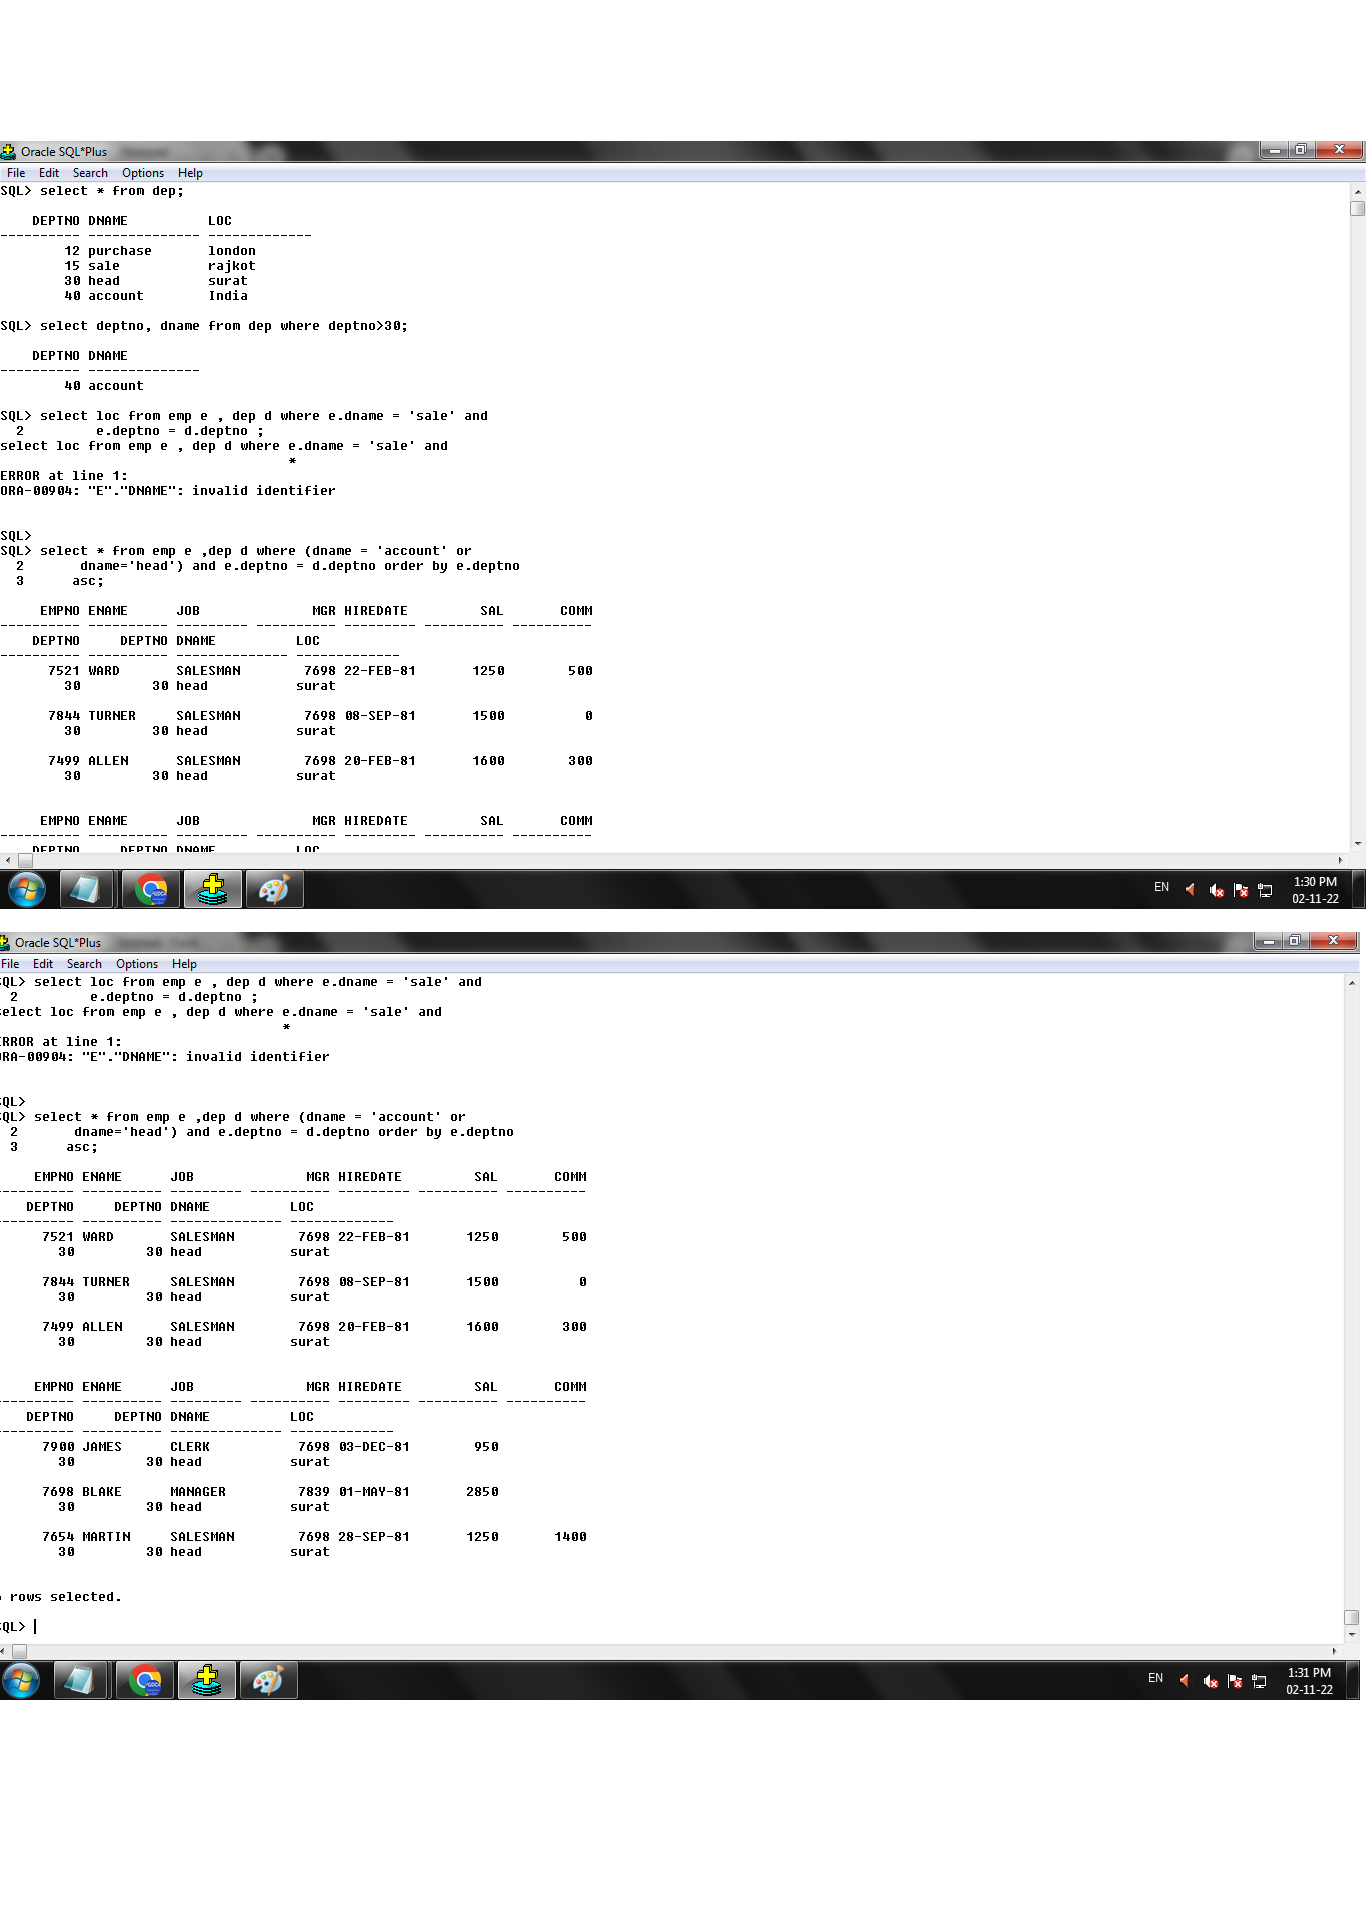 Oracle SQL*Plus
File Edit Search Options Help
SQL> select * from dep;
DEPTNO DNAME LOC
---------- -------------- -------------
12 purchase london
15 sale rajkot
30 head surat
40 account India
SQL> select deptno, dname from dep where deptno>30;
DEPTNO DNAME
---------- --------------
40 account
SQL> select loc from emp e , dep d where e.dname = 'sale' and
2 e.deptno = d.deptno ;
select loc from emp e , dep d where e.dname = 'sale' and
*
ERROR at line 1:
ORA-00904: "E"."DNAME": invalid identifier
SQL>
SQL> select * from emp e ,dep d where (dname = 'account' or
2 dname='head') and e.deptno = d.deptno order by e.deptno
3 asc;
EMPNO ENAME JOB MGR HIREDATE SAL COMM
---------- ---------- --------- ---------- --------- ---------- ----------
DEPTNO DEPTNO DNAME LOC
---------- ---------- -------------- -------------
7521 WARD SALESMAN 7698 22-FEB-81 1250 500
30 30 head surat
7844 TURNER SALESMAN 7698 08-SEP-81 1500 0
30 30 head surat
7499 ALLEN SALESMAN 7698 20-FEB-81 1600 300
30 30 head surat
EMPNO ENAME JOB MGR HIREDATE SAL COMM
---------- ---------- --------- ---------- --------- ---------- ----------
DEPTNO DEPTNO DNAME LOC
EN 1:30 PM
02-11-22
Oracle SQL*Plus
File Edit Search Options Help
SQL> select loc from emp e , dep d where e.dname = 'sale' and
2 e.deptno = d.deptno ;
select loc from emp e , dep d where e.dname = 'sale' and
*
ERROR at line 1:
ORA-00904: "E"."DNAME": invalid identifier
SQL>
SQL> select * from emp e ,dep d where (dname = 'account' or
2 dname='head') and e.deptno = d.deptno order by e.deptno
3 asc;
EMPNO ENAME JOB MGR HIREDATE SAL COMM
---------- ---------- --------- ---------- --------- ---------- ----------
DEPTNO DEPTNO DNAME LOC
---------- ---------- -------------- -------------
7521 WARD SALESMAN 7698 22-FEB-81 1250 500
30 30 head surat
7844 TURNER SALESMAN 7698 08-SEP-81 1500 0
30 30 head surat
7499 ALLEN SALESMAN 7698 20-FEB-81 1600 300
30 30 head surat
EMPNO ENAME JOB MGR HIREDATE SAL COMM
---------- ---------- --------- ---------- --------- ---------- ----------
DEPTNO DEPTNO DNAME LOC
---------- ---------- -------------- -------------
7900 JAMES CLERK 7698 03-DEC-81 950
30 30 head surat
7698 BLAKE MANAGER 7839 01-MAY-81 2850
30 30 head surat
7654 MARTIN SALESMAN 7698 28-SEP-81 1250 1400
30 30 head surat
rows selected.
SQL>
EN 1:31 PM
02-11-22